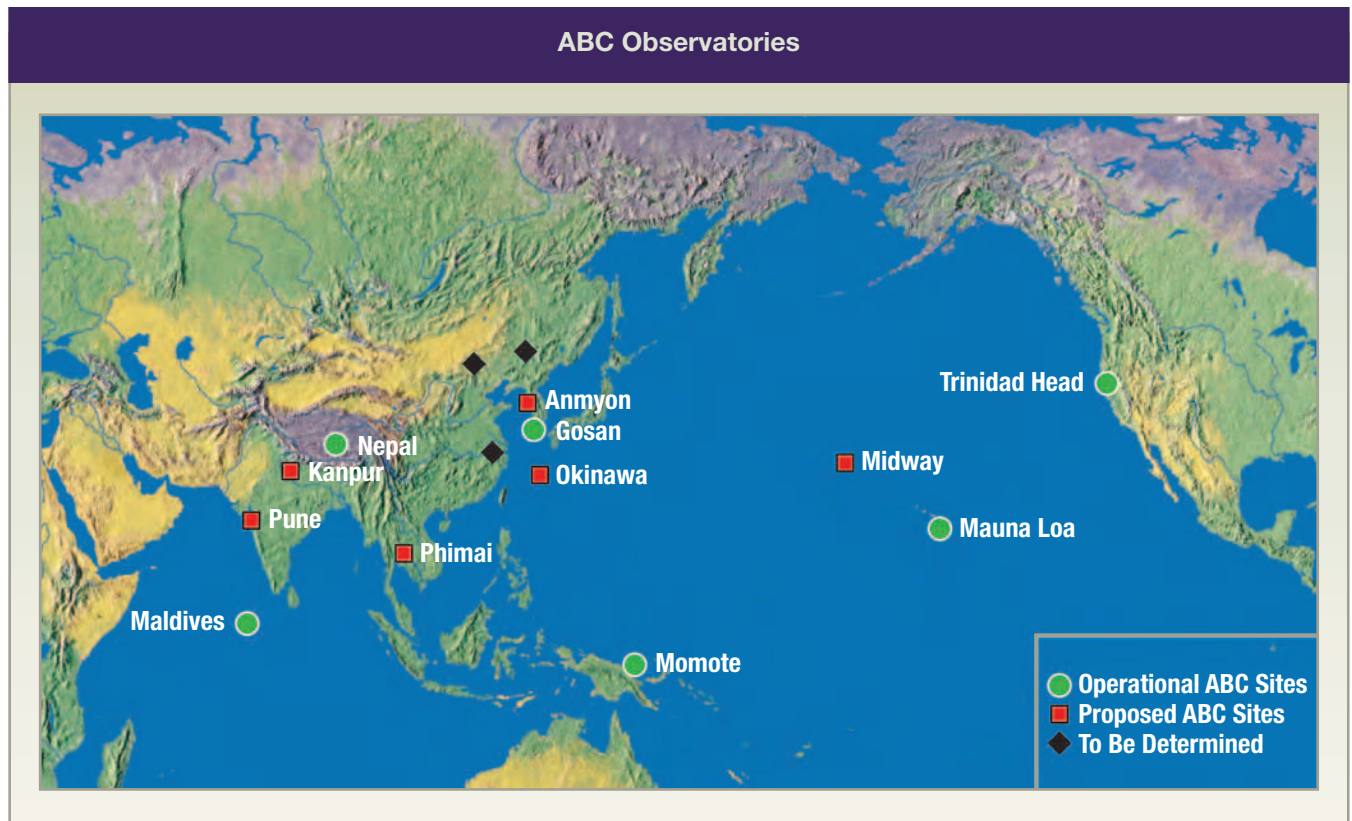 ABC Observatories
Trinidad Head
Anmyon
Gosan
Nepal
Kanpur
Midway
Okinawa
Pune
Mauna Loa
Phimai
Maldives
Momote
Operational ABC Sites
Proposed ABC Sites
To Be Determined